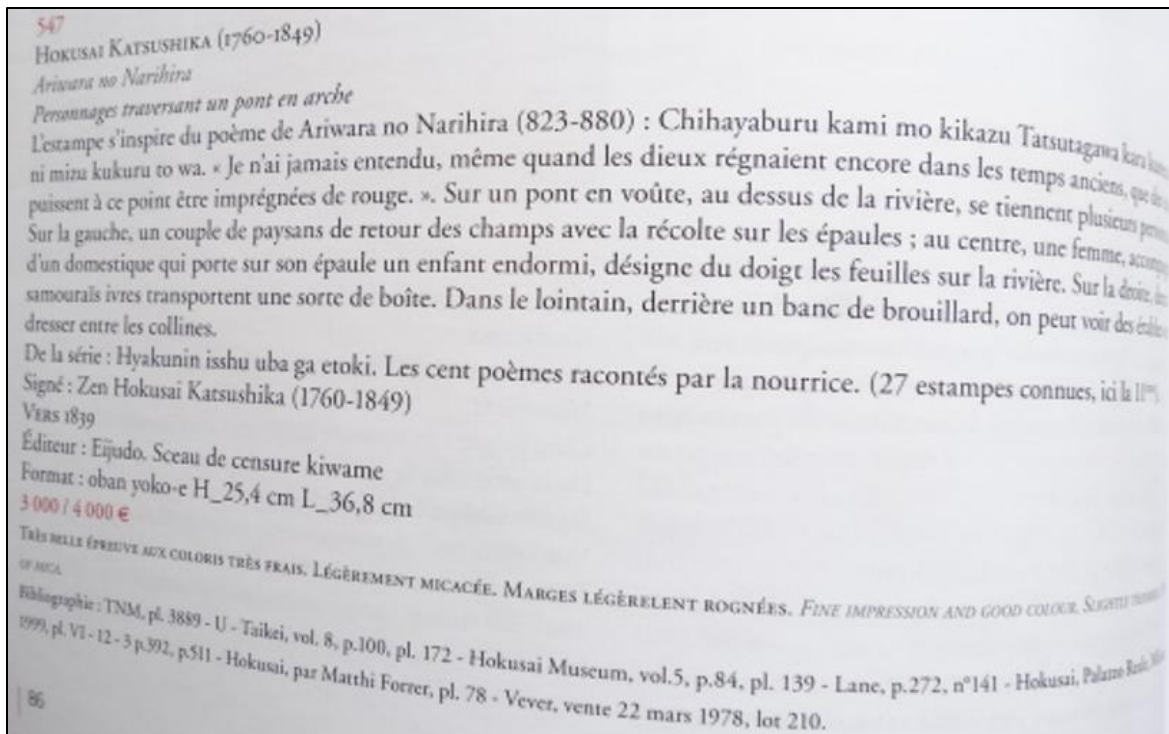 547
HOKUSAI KATSUSHIKA (1760-1849)
Ariwara no Narihira
Personnages traversant un pont en arche
L'estampe s'inspire du poème de Ariwara no Narihira (823-880) : Chihayaburu kami mo kikazu Tatsutagawa kara
ni mizu kukuru to wa. « Je n'ai jamais entendu, même quand les dieux régnaient encore dans les temps anciens, que
puissent à ce point être imprégnées de rouge. ». Sur un pont en voûte, au dessus de la rivière, se tiennent plusieurs
Sur la gauche, un couple de paysans de retour des champs avec la récolte sur les épaules ; au centre, une femme,
d'un domestique qui porte sur son épaule un enfant endormi, désigne du doigt les feuilles sur la rivière. Sur la droite,
samouraïs ivres transportent une sorte de boîte. Dans le lointain, derrière un banc de brouillard, on peut voir des
dresser entre les collines.
De la série : Hyakunin isshu uba ga etoki. Les cent poèmes racontés par la nourrice. (27 estampes connues, ici la
Signé : Zen Hokusai Katsushika (1760-1849)
VERS 1839
Éditeur : Eijudo. Sceau de censure kiwame
Format : oban yoko-e H_25,4 cm L_36,8 cm
3 000 / 4 000 €
TRÈS BELLE ÉPREUVE AUX COLORIS TRÈS FRAIS. LÉGÈREMENT MICACÉE. MARGES LÉGÈRELENT ROGNÉES. FINE IMPRESSION AND GOOD COLOUR. SLIGHTLY
OF MICA.
Bibliographie : TNM, pl. 3889 - U - Taikei, vol. 8, p.100, pl. 172 - Hokusai Museum, vol.5, p.84, pl. 139 - Lane, p.272, n°141 - Hokusai, Palazzo Reale,
1999, pl. VI - 12 - 3 p.392, p.511 - Hokusai, par Matthi Forrer, pl. 78 - Vever, vente 22 mars 1978, lot 210.
| 86